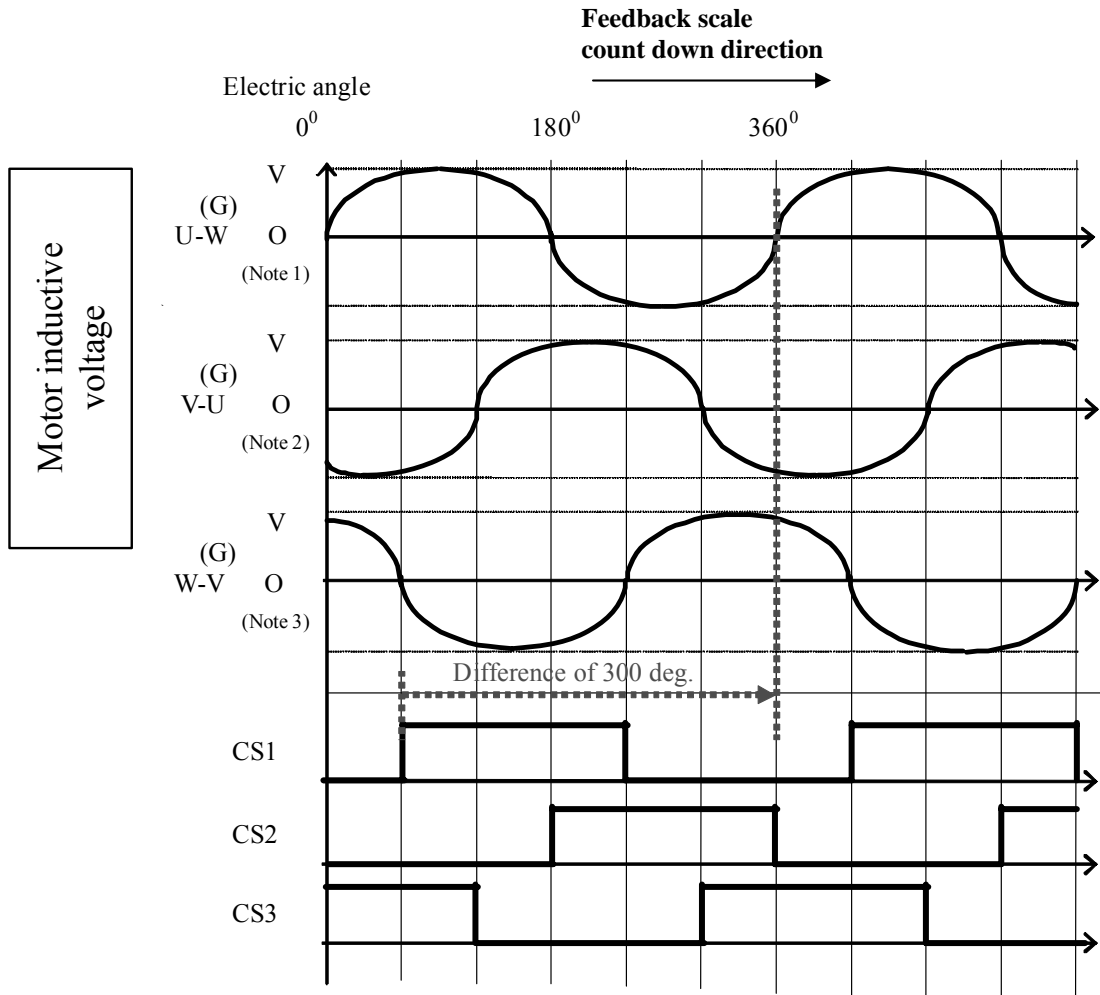 Feedback scale
count down direction
Electric angle
0⁰ 180⁰ 360⁰
Motor inductive
voltage
V
(G)
U-W O
(Note 1)
V
(G)
V-U O
(Note 2)
V
(G)
W-V O
(Note 3)
Difference of 300 deg.
CS1
CS2
CS3